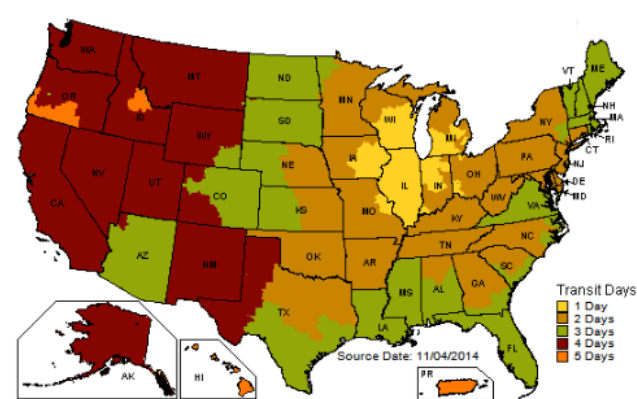 WA
MT
ND
OR
ID
MN
SD
WI
WY
MI
NE
IA
NV
UT
CO
IL
IN
OH
CA
KS
MO
KY
WV
PA
NY
VT
ME
NH
MA
RI
CT
NJ
DE
MD
VA
AZ
NM
OK
AR
TN
NC
SC
TX
LA
MS
AL
GA
FL
AK
HI
PR
Transit Days
1 Day
2 Days
3 Days
4 Days
5 Days
Source Date: 11/04/2014